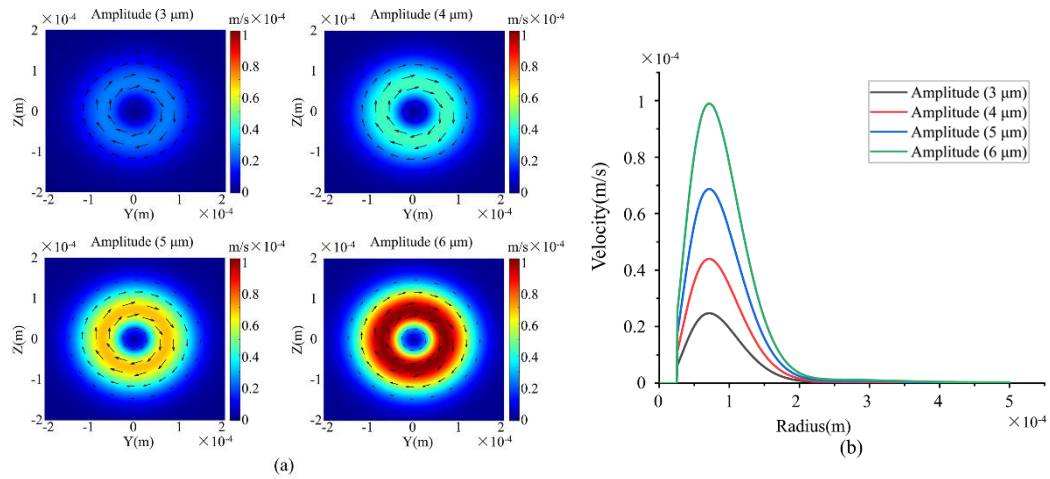 ×10⁻⁴ Amplitude (3 μm) m/s×10⁻⁴
2
1
0
-1
-2
Z(m)
-2 -1 0 1 2
Y(m) ×10⁻⁴
1
0.8
0.6
0.4
0.2
0
×10⁻⁴ Amplitude (4 μm) m/s×10⁻⁴
2
1
0
-1
-2
Z(m)
-2 -1 0 1 2
Y(m) ×10⁻⁴
1
0.8
0.6
0.4
0.2
0
×10⁻⁴ Amplitude (5 μm) m/s×10⁻⁴
2
1
0
-1
-2
Z(m)
-2 -1 0 1 2
Y(m) ×10⁻⁴
1
0.8
0.6
0.4
0.2
0
×10⁻⁴ Amplitude (6 μm) m/s×10⁻⁴
2
1
0
-1
-2
Z(m)
-2 -1 0 1 2
Y(m) ×10⁻⁴
1
0.8
0.6
0.4
0.2
0
(a)
×10⁻⁴
1
0.8
0.6
0.4
0.2
0
Velocity(m/s)
Amplitude (3 μm)
Amplitude (4 μm)
Amplitude (5 μm)
Amplitude (6 μm)
0 1 2 3 4 5
Radius(m) ×10⁻⁴
(b)